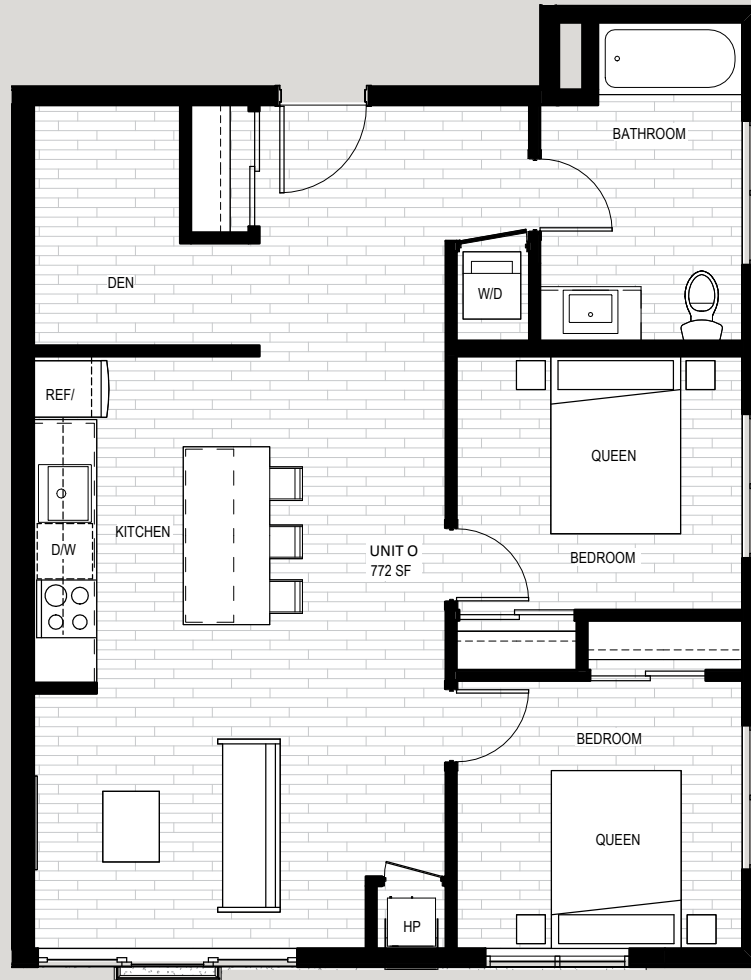 BATHROOM
DEN
W/D
REF/
QUEEN
KITCHEN
D/W
UNIT O
772 SF
BEDROOM
BEDROOM
QUEEN
HP